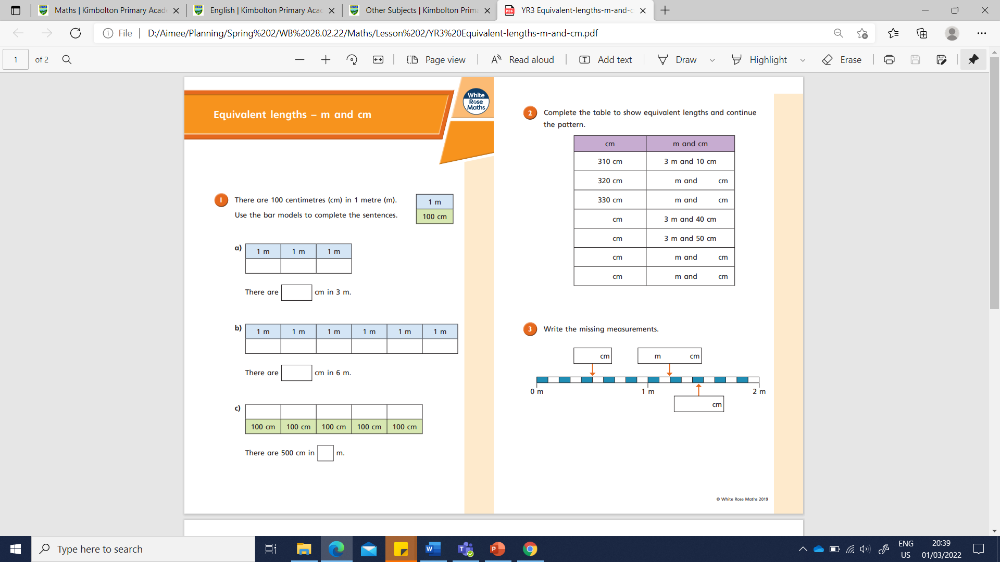 Maths | Kimbolton Primary Acade
English | Kimbolton Primary Acad
Other Subjects | Kimbolton Prima
YR3 Equivalent-lengths-m-and-c
File
D:/Aimee/Planning/Spring%202/WB%2028.02.22/Maths/Lesson%202/YR3%20Equivalent-lengths-m-and-cm.pdf
1 of 2
Page view
Read aloud
Add text
Draw
Highlight
Erase
White
Rose
Maths
Equivalent lengths – m and cm
1 There are 100 centimetres (cm) in 1 metre (m).
Use the bar models to complete the sentences.
1 m
100 cm
a) 1 m 1 m 1 m
There are cm in 3 m.
b) 1 m 1 m 1 m 1 m 1 m 1 m
There are cm in 6 m.
c)
100 cm 100 cm 100 cm 100 cm 100 cm
There are 500 cm in m.
2 Complete the table to show equivalent lengths and continue
the pattern.
cm m and cm
310 cm 3 m and 10 cm
320 cm m and cm
330 cm m and cm
cm 3 m and 40 cm
cm 3 m and 50 cm
cm m and cm
cm m and cm
3 Write the missing measurements.
cm m cm
0 m 1 m 2 m
cm
© White Rose Maths 2019
Type here to search
ENG
US
20:39
01/03/2022